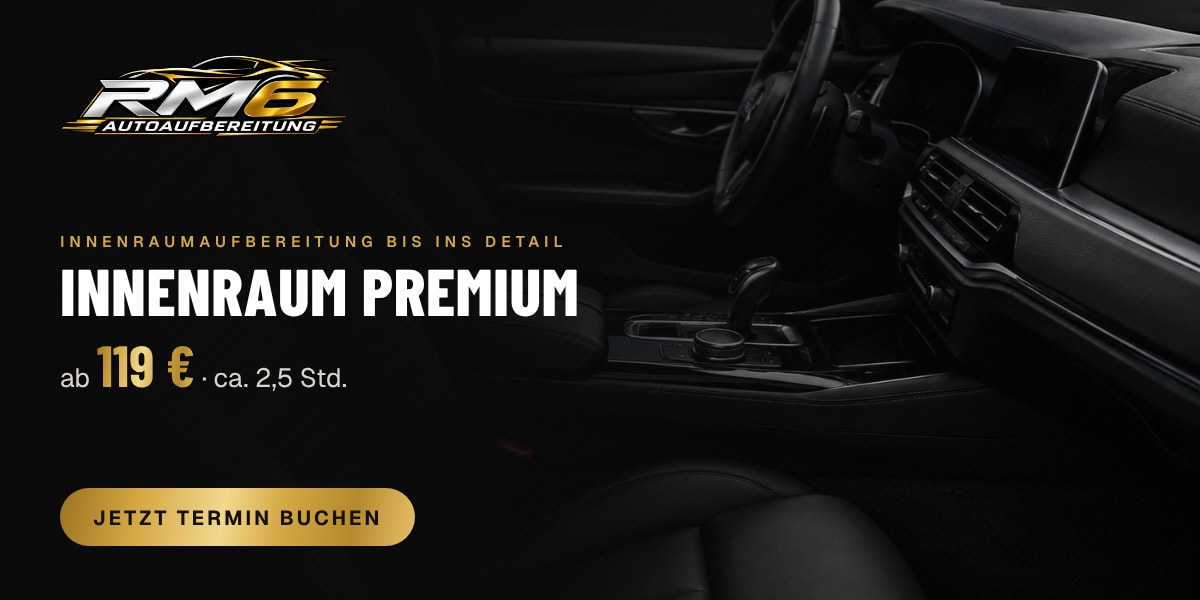 RM6
AUTOAUFBEREITUNG
INNENRAUMAUFBEREITUNG BIS INS DETAIL
INNENRAUM PREMIUM
ab 119 € · ca. 2,5 Std.
JETZT TERMIN BUCHEN